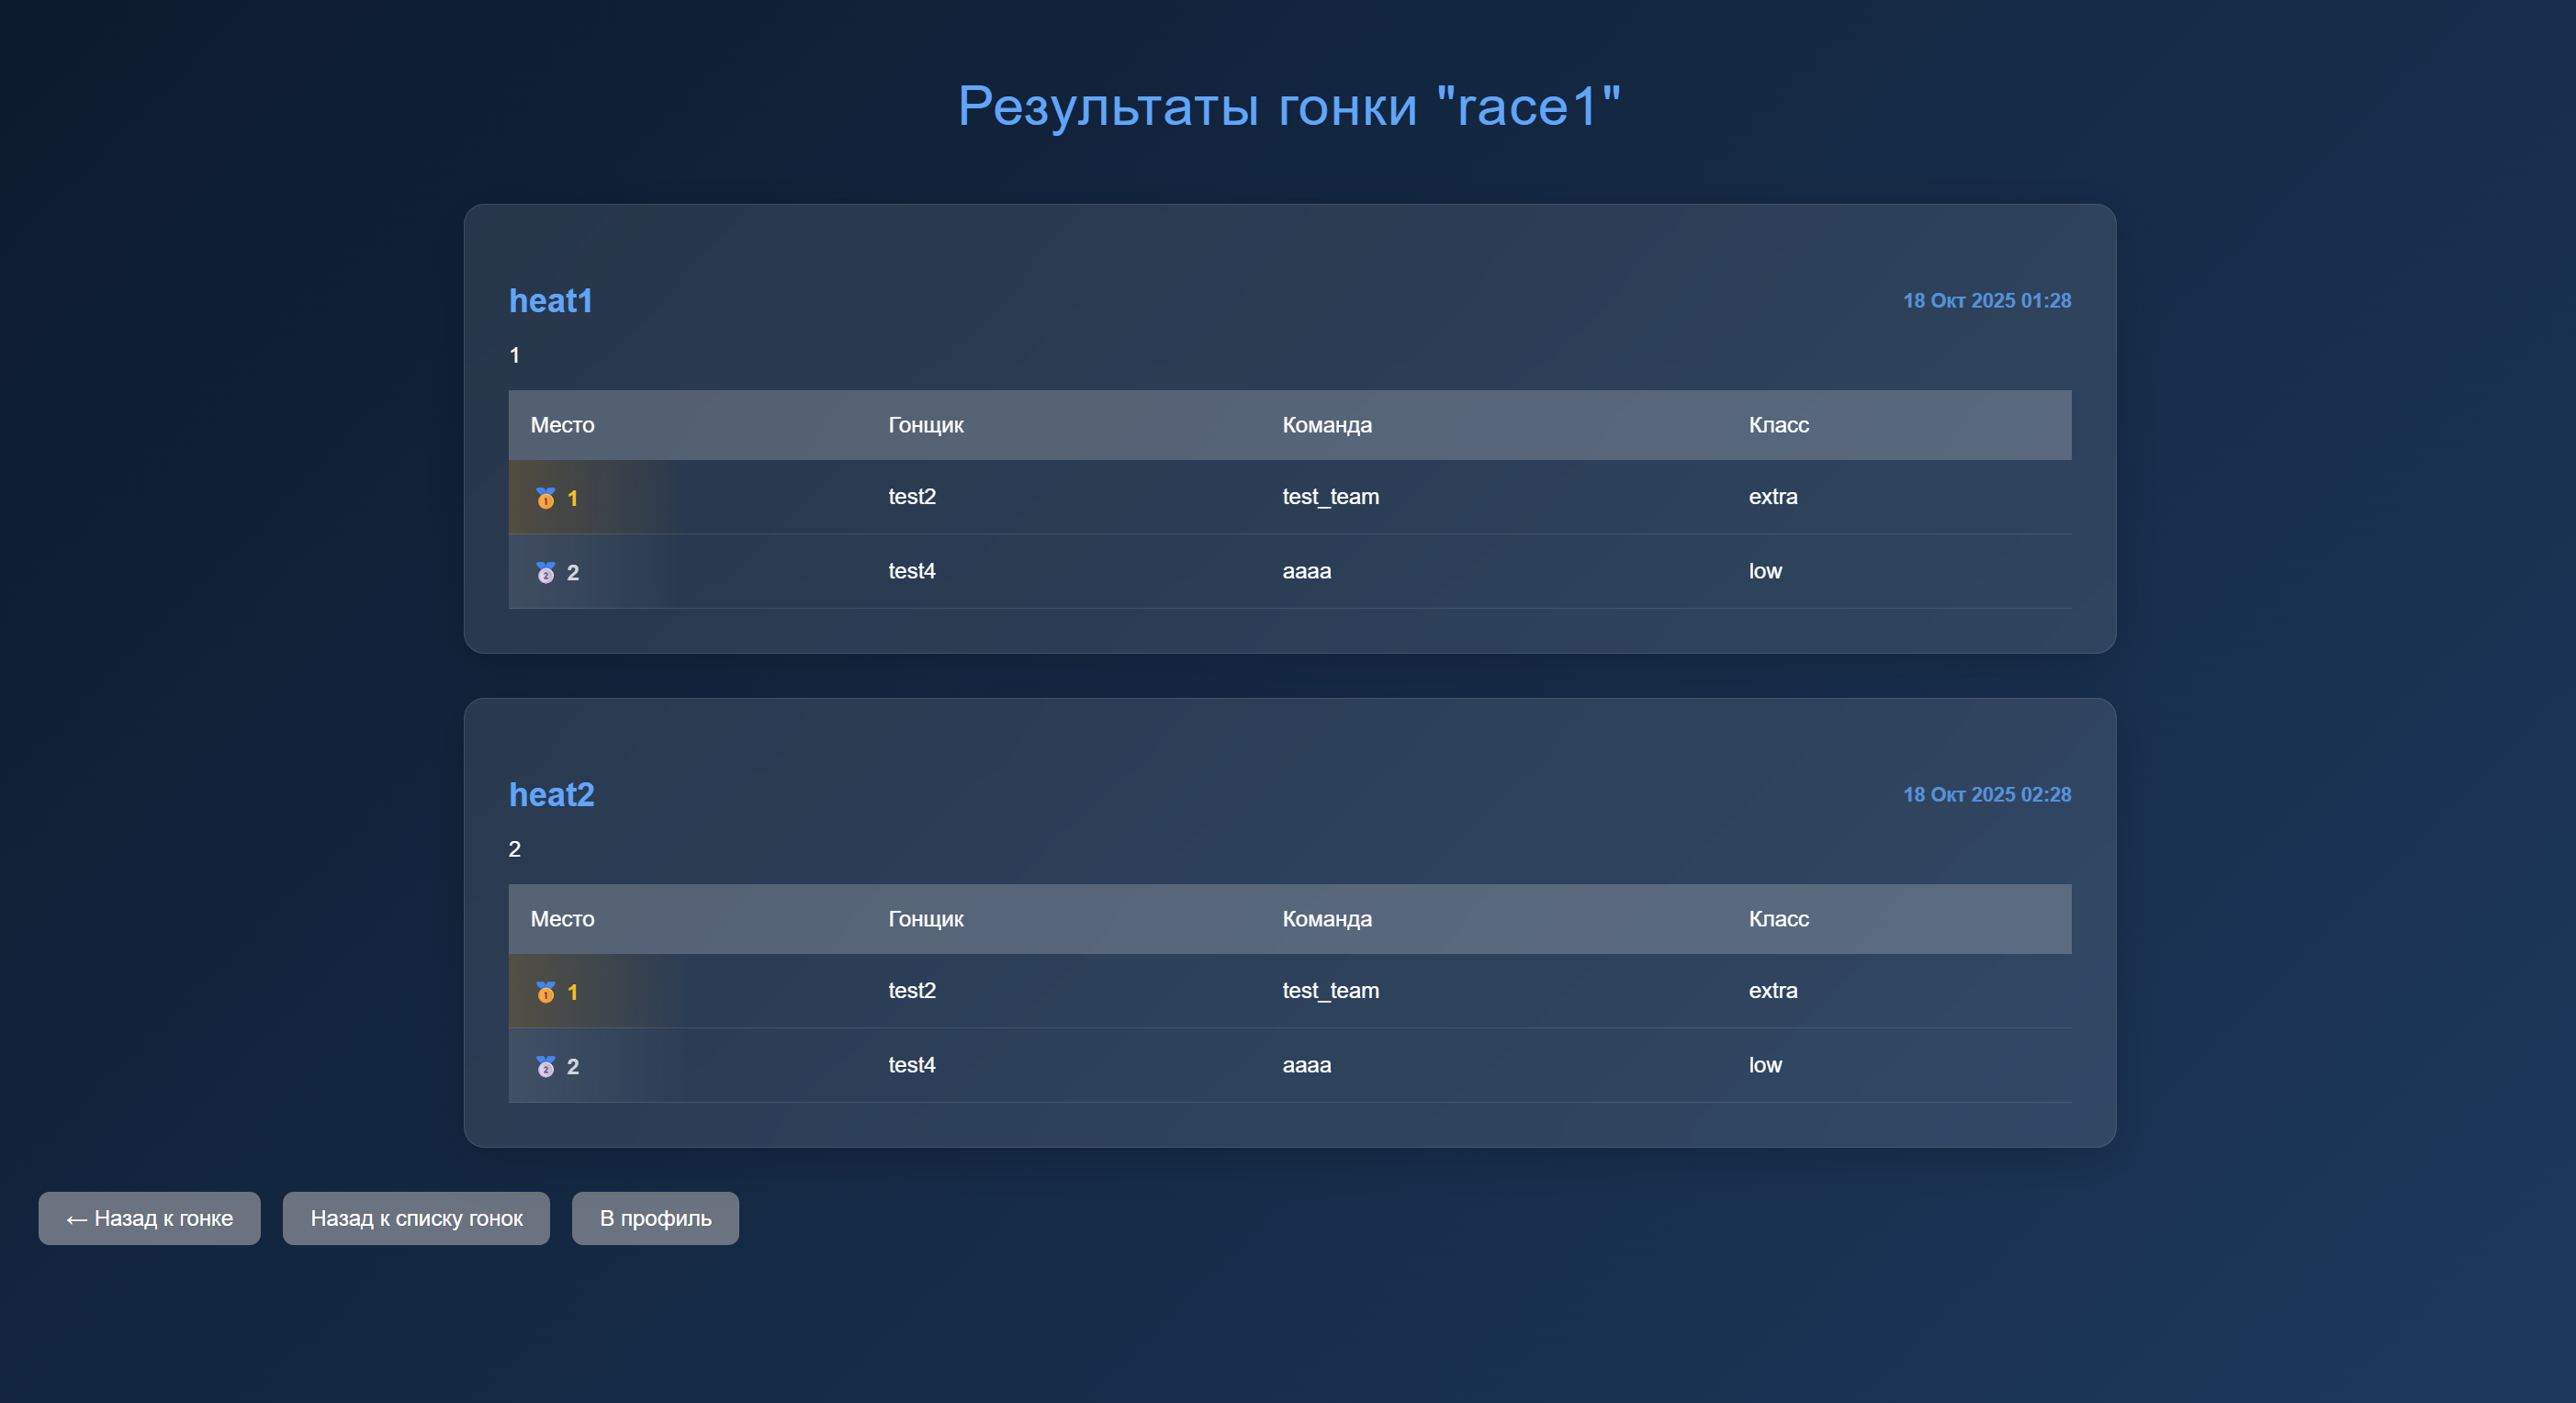 Результаты гонки "race1"
heat1 18 Окт 2025 01:28
1
Место Гонщик Команда Класс
1 test2 test_team extra
2 test4 aaaa low
heat2 18 Окт 2025 02:28
2
Место Гонщик Команда Класс
1 test2 test_team extra
2 test4 aaaa low
← Назад к гонке Назад к списку гонок В профиль